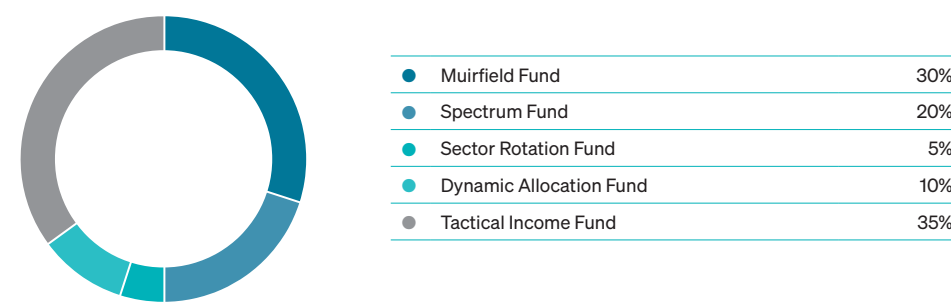 Muirfield Fund 30%
Spectrum Fund 20%
Sector Rotation Fund 5%
Dynamic Allocation Fund 10%
Tactical Income Fund 35%